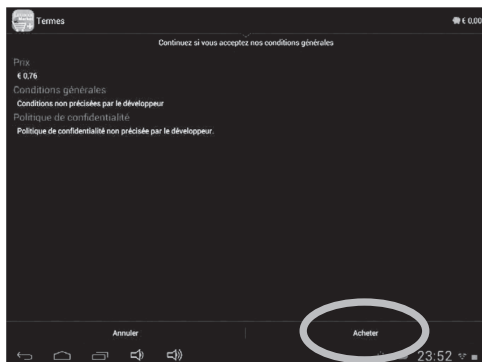 Termes
€ 0,00
Continuez si vous acceptez nos conditions générales
Prix
€ 0,76
Conditions générales
Conditions non précisées par le développeur
Politique de confidentialité
Politique de confidentialité non précisée par le développeur.
Annuler
Acheter
23:52